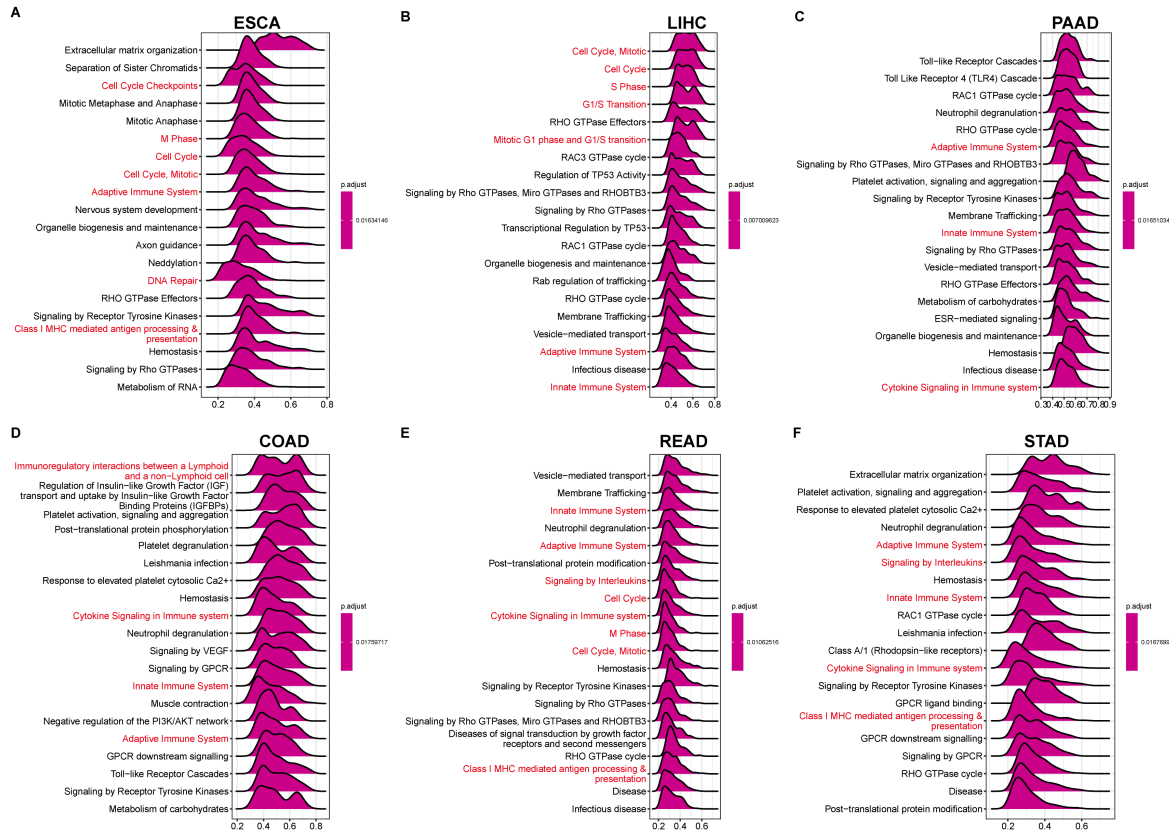 A
ESCA
Extracellular matrix organization
Separation of Sister Chromatids
Cell Cycle Checkpoints
Mitotic Metaphase and Anaphase
Mitotic Anaphase
M Phase
Cell Cycle
Cell Cycle, Mitotic
Adaptive Immune System
Nervous system development
Organelle biogenesis and maintenance
Axon guidance
Neddylation
DNA Repair
RHO GTPase Effectors
Signaling by Receptor Tyrosine Kinases
Class I MHC mediated antigen processing &
presentation
Hemostasis
Signaling by Rho GTPases
Metabolism of RNA
0.2 0.4 0.6 0.8
p.adjust
0.01634146
B
LIHC
Cell Cycle, Mitotic
Cell Cycle
S Phase
G1/S Transition
RHO GTPase Effectors
Mitotic G1 phase and G1/S transition
RAC3 GTPase cycle
Regulation of TP53 Activity
Signaling by Rho GTPases, Miro GTPases and RHOBTB3
Signaling by Rho GTPases
Transcriptional Regulation by TP53
RAC1 GTPase cycle
Organelle biogenesis and maintenance
Rab regulation of trafficking
RHO GTPase cycle
Membrane Trafficking
Vesicle−mediated transport
Adaptive Immune System
Infectious disease
Innate Immune System
0.4 0.6 0.8
p.adjust
0.007009623
C
PAAD
Toll−like Receptor Cascades
Toll Like Receptor 4 (TLR4) Cascade
RAC1 GTPase cycle
Neutrophil degranulation
RHO GTPase cycle
Adaptive Immune System
Signaling by Rho GTPases, Miro GTPases and RHOBTB3
Platelet activation, signaling and aggregation
Signaling by Receptor Tyrosine Kinases
Membrane Trafficking
Innate Immune System
Signaling by Rho GTPases
Vesicle−mediated transport
RHO GTPase Effectors
Metabolism of carbohydrates
ESR−mediated signaling
Organelle biogenesis and maintenance
Hemostasis
Infectious disease
Cytokine Signaling in Immune system
0.3 0.4 0.5 0.6 0.7 0.8 0.9
p.adjust
0.01651034
D
COAD
Immunoregulatory interactions between a Lymphoid
and a non−Lymphoid cell
Regulation of Insulin−like Growth Factor (IGF)
transport and uptake by Insulin−like Growth Factor
Binding Proteins (IGFBPs)
Platelet activation, signaling and aggregation
Post−translational protein phosphorylation
Platelet degranulation
Leishmania infection
Response to elevated platelet cytosolic Ca2+
Hemostasis
Cytokine Signaling in Immune system
Neutrophil degranulation
Signaling by VEGF
Signaling by GPCR
Innate Immune System
Muscle contraction
Negative regulation of the PI3K/AKT network
Adaptive Immune System
GPCR downstream signalling
Toll−like Receptor Cascades
Signaling by Receptor Tyrosine Kinases
Metabolism of carbohydrates
0.2 0.4 0.6 0.8
p.adjust
0.01759717
E
READ
Vesicle−mediated transport
Membrane Trafficking
Innate Immune System
Neutrophil degranulation
Adaptive Immune System
Post−translational protein modification
Signaling by Interleukins
Cell Cycle
Cytokine Signaling in Immune system
M Phase
Cell Cycle, Mitotic
Hemostasis
Signaling by Receptor Tyrosine Kinases
Signaling by Rho GTPases
Signaling by Rho GTPases, Miro GTPases and RHOBTB3
Diseases of signal transduction by growth factor
receptors and second messengers
RHO GTPase cycle
Class I MHC mediated antigen processing &
presentation
Disease
Infectious disease
0.2 0.4 0.6 0.8
p.adjust
0.01062516
F
STAD
Extracellular matrix organization
Platelet activation, signaling and aggregation
Response to elevated platelet cytosolic Ca2+
Neutrophil degranulation
Adaptive Immune System
Signaling by Interleukins
Hemostasis
Innate Immune System
RAC1 GTPase cycle
Leishmania infection
Class A/1 (Rhodopsin−like receptors)
Cytokine Signaling in Immune system
Signaling by Receptor Tyrosine Kinases
GPCR ligand binding
Class I MHC mediated antigen processing &
presentation
GPCR downstream signalling
Signaling by GPCR
RHO GTPase cycle
Disease
Post−translational protein modification
0.2 0.4 0.6
p.adjust
0.0167699